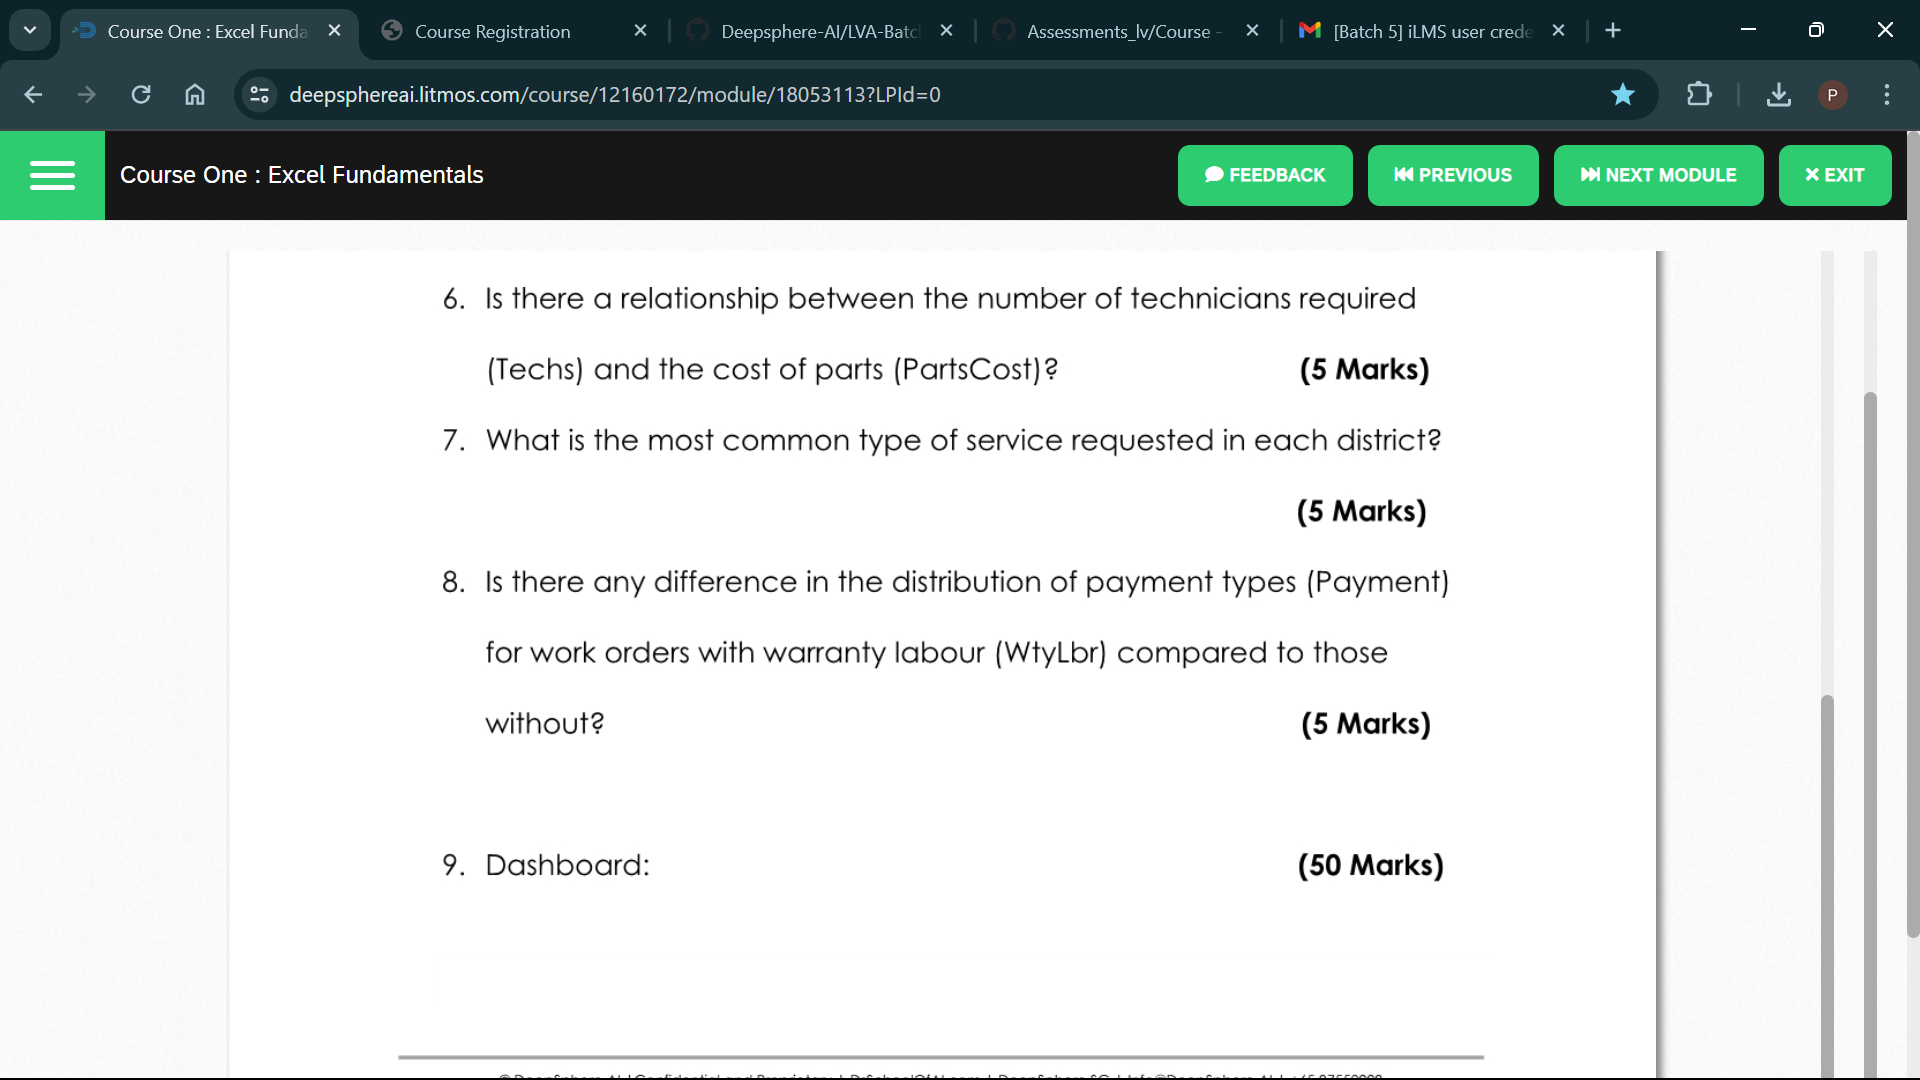 Course One : Excel Funda
Course Registration
Deepsphere-AI/LVA-Batc
Assessments_lv/Course -
[Batch 5] iLMS user crede
deepsphereai.litmos.com/course/12160172/module/18053113?LPId=0
P
Course One : Excel Fundamentals
FEEDBACK
PREVIOUS
NEXT MODULE
EXIT
6. Is there a relationship between the number of technicians required
(Techs) and the cost of parts (PartsCost)? (5 Marks)
7. What is the most common type of service requested in each district?
(5 Marks)
8. Is there any difference in the distribution of payment types (Payment)
for work orders with warranty labour (WtyLbr) compared to those
without? (5 Marks)
9. Dashboard: (50 Marks)